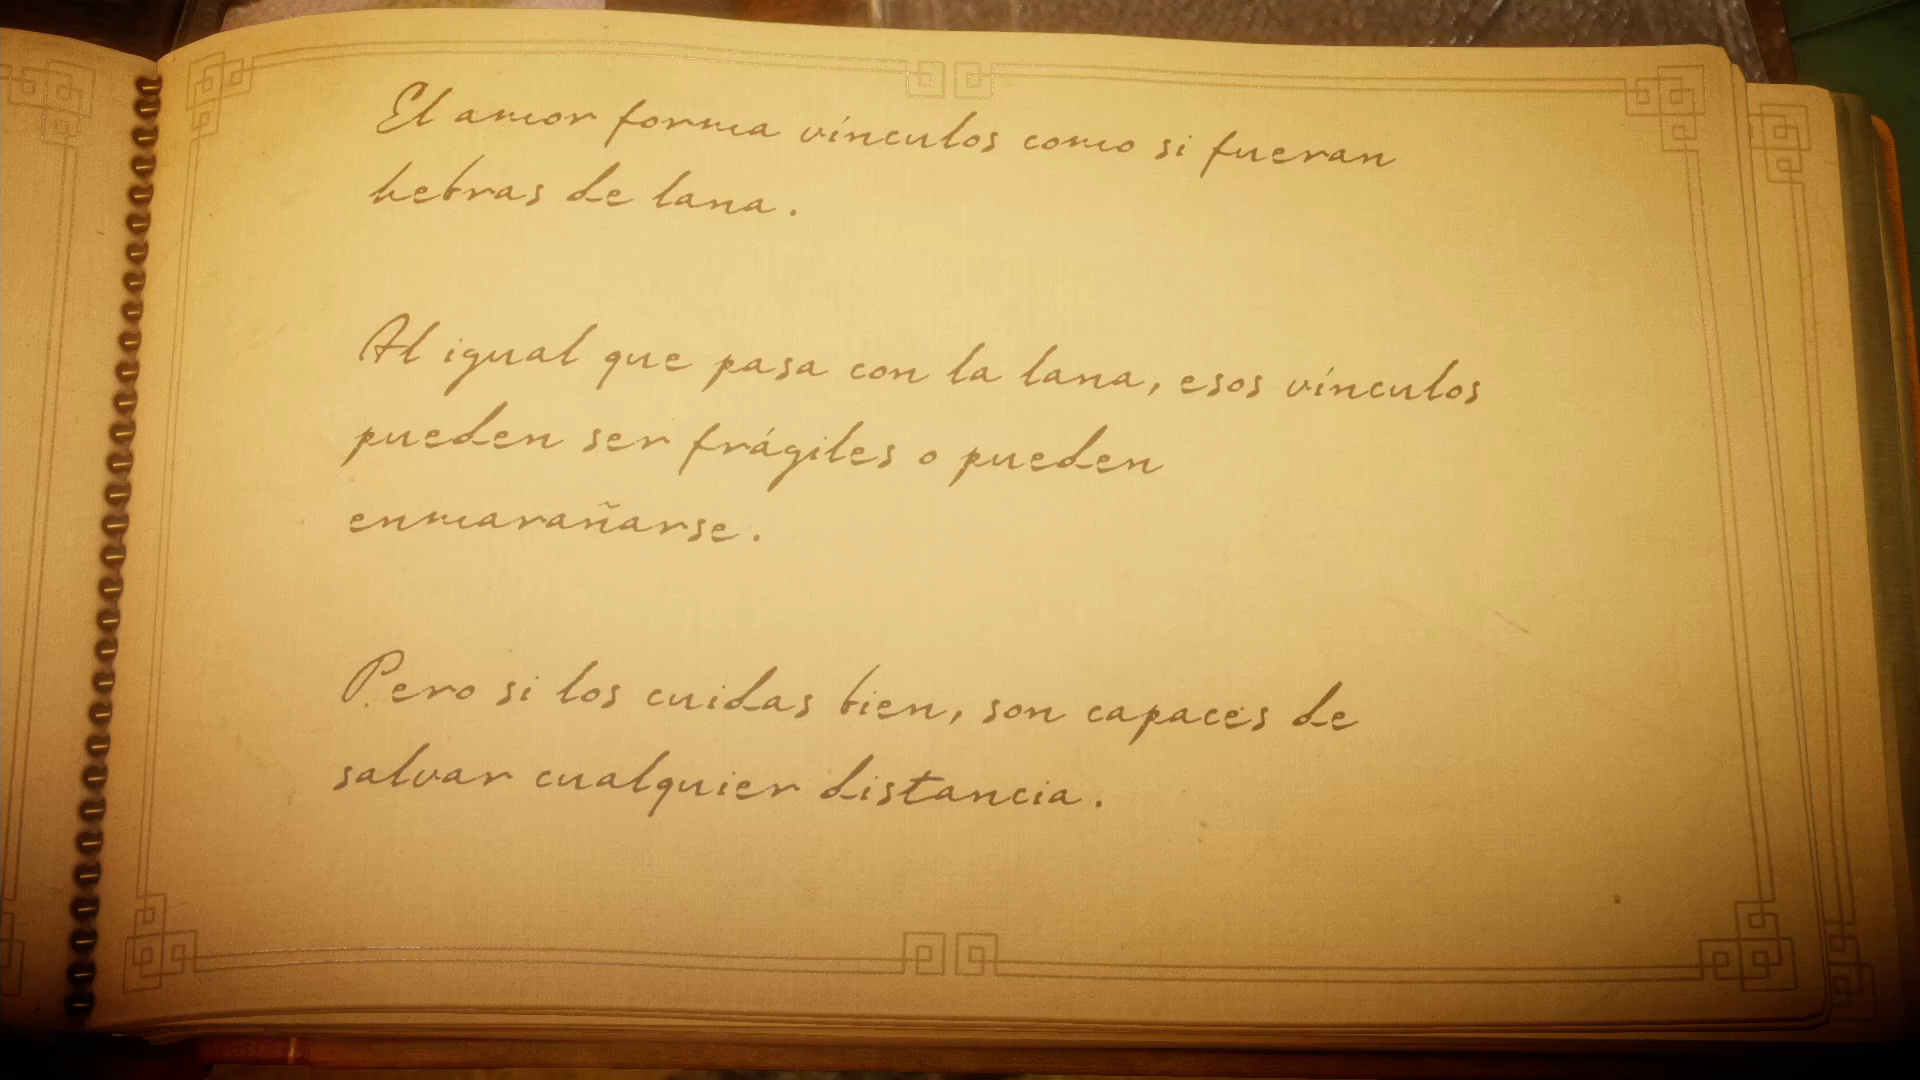 El amor forma vínculos como si fueran
hebras de lana.
Al igual que pasa con la lana, esos vínculos
pueden ser frágiles o pueden
enmarañarse.
Pero si los cuidas bien, son capaces de
salvar cualquier distancia.